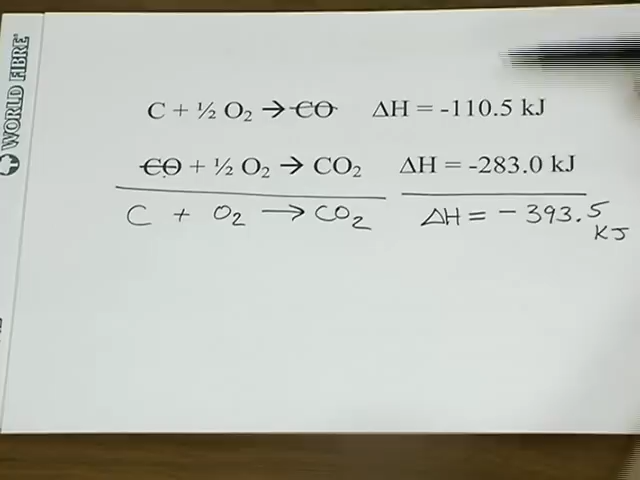 WORLD FIBRE
C + ½ O₂ → CO ΔH = -110.5 kJ
CO + ½ O₂ → CO₂ ΔH = -283.0 kJ
C + O₂ → CO₂ ΔH = - 393.5
KJ